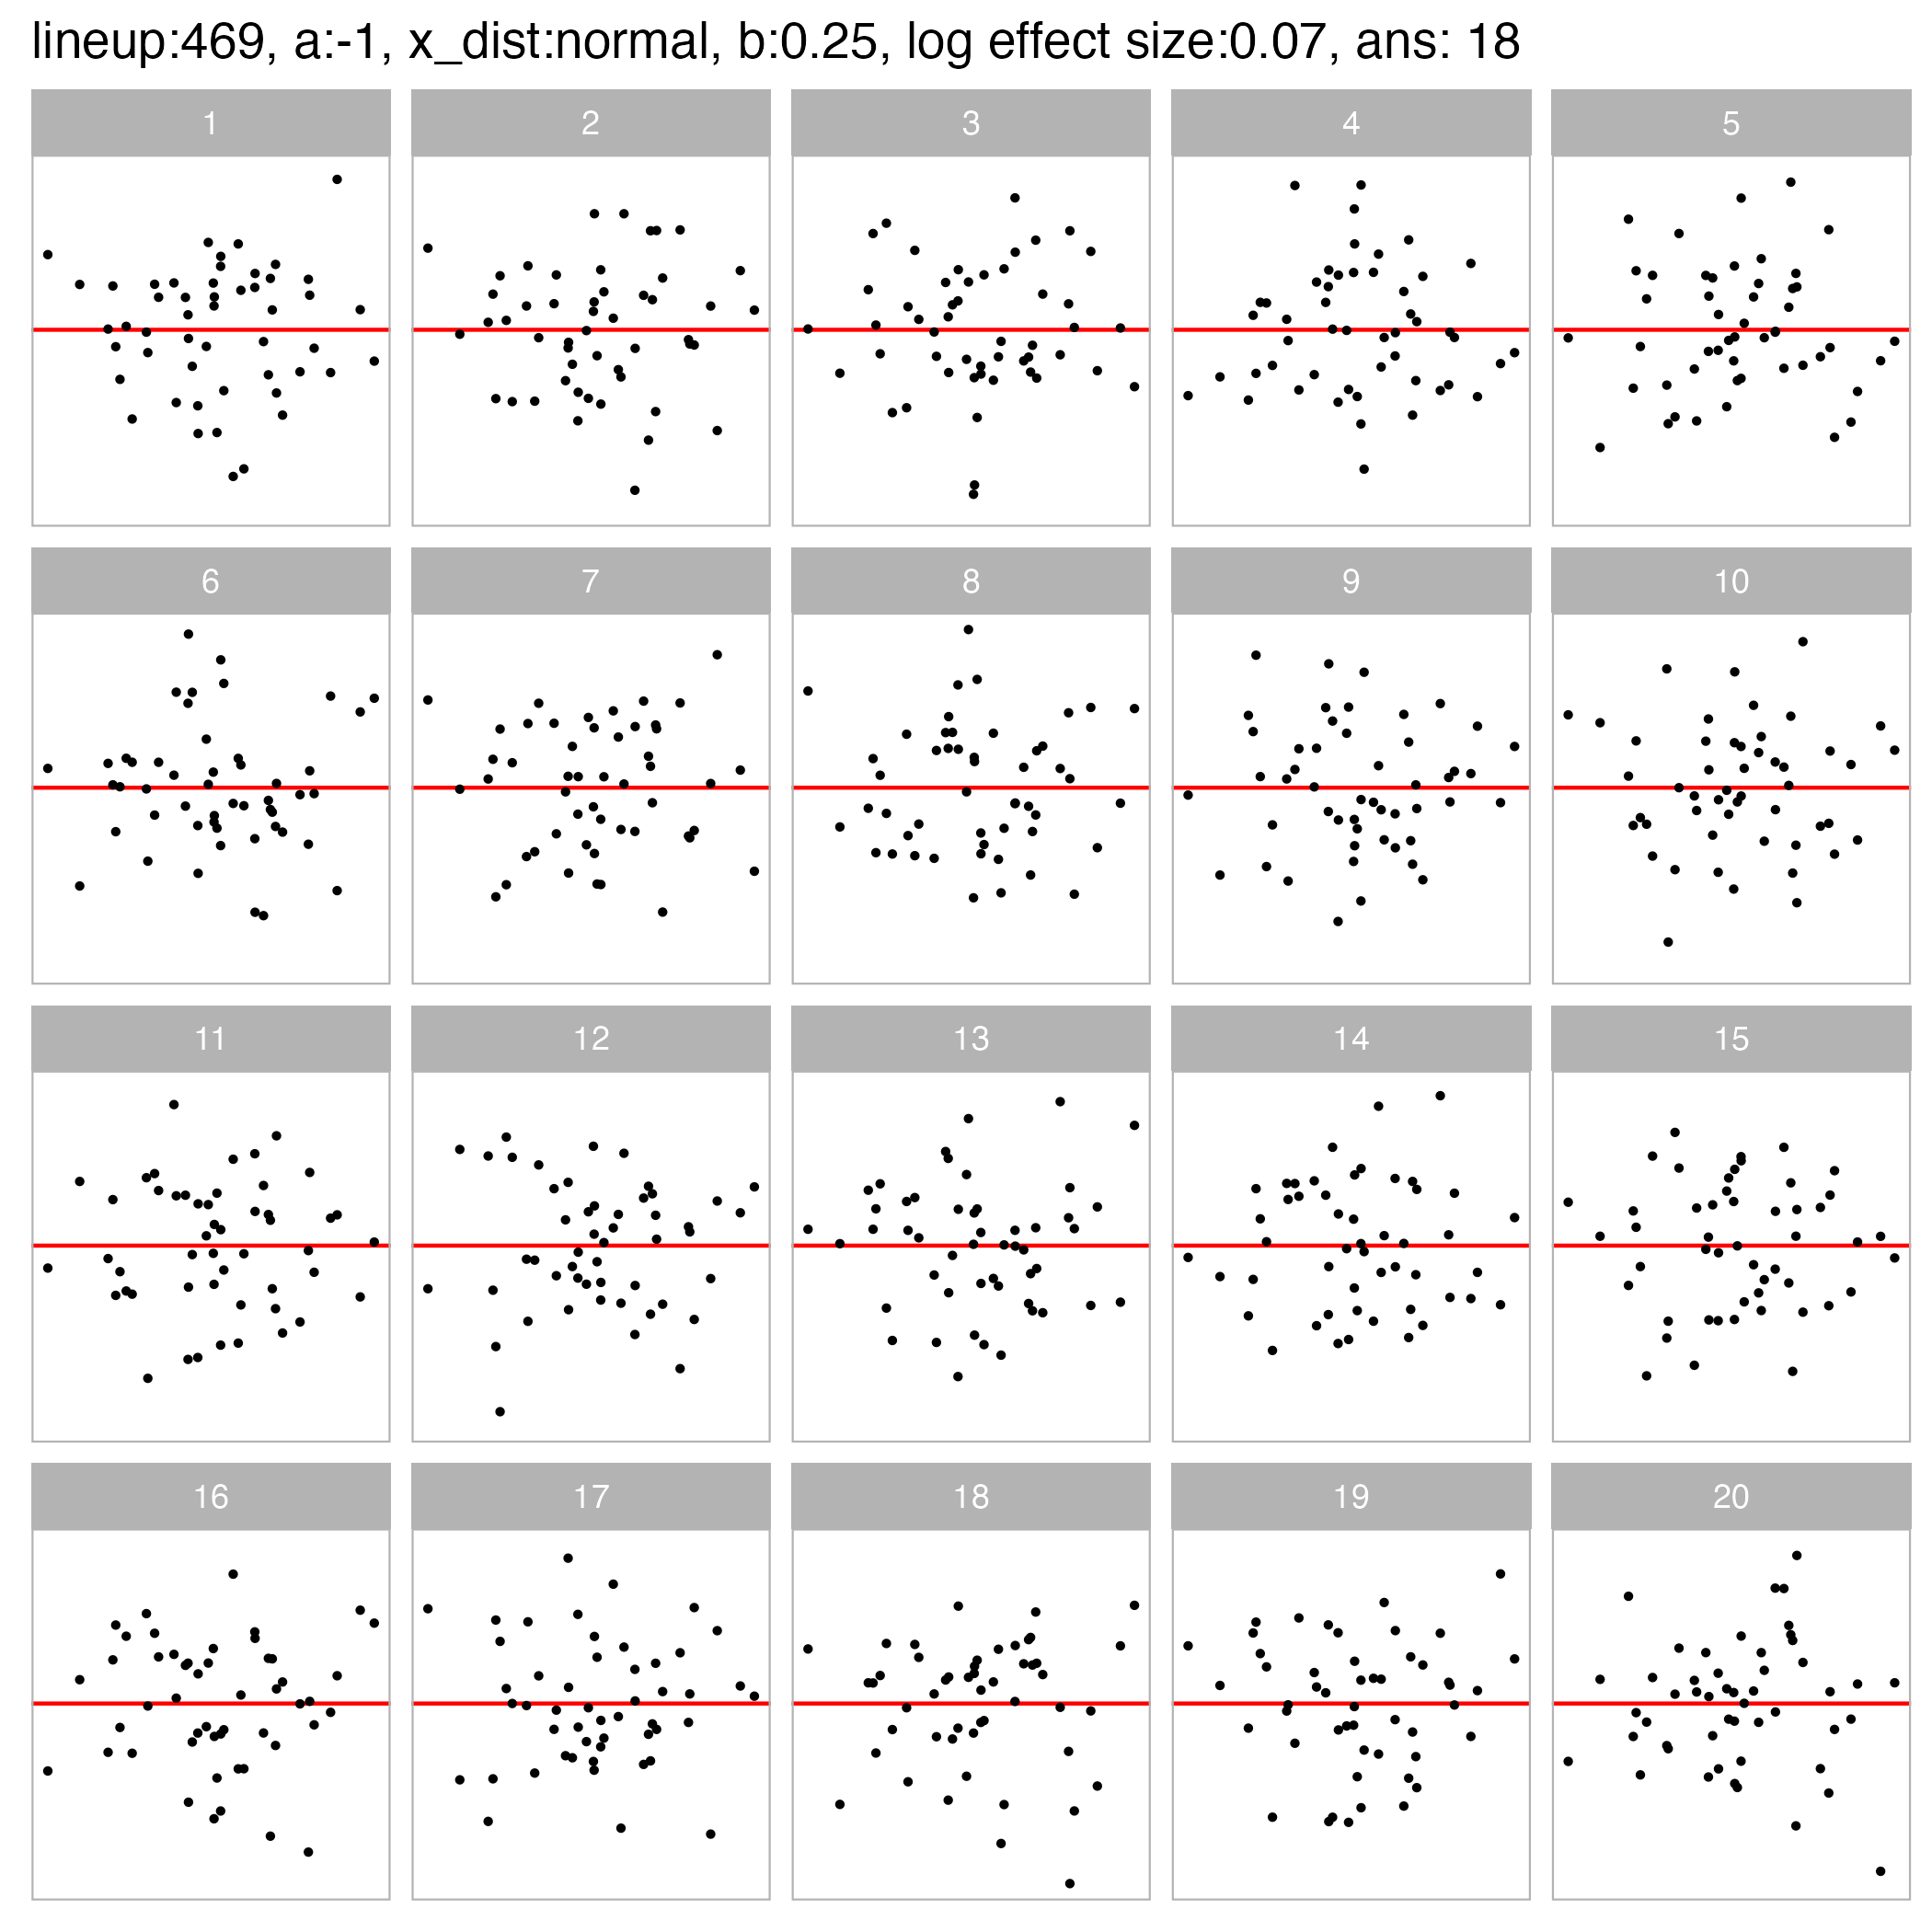 lineup:469, a:-1, x_dist:normal, b:0.25, log effect size:0.07, ans: 18
1 2 3 4 5
6 7 8 9 10
11 12 13 14 15
16 17 18 19 20